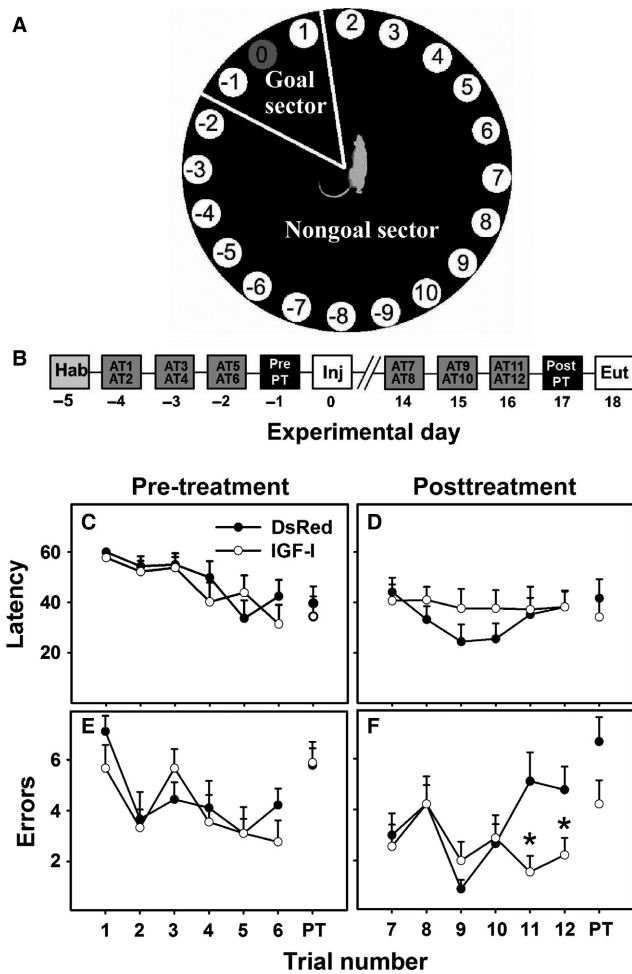 A
0
1
2
3
4
5
6
7
8
9
10
-9
-8
-7
-6
-5
-4
-3
-2
-1
Goal
sector
Nongoal sector
B
Hab AT1 AT3 AT5 Pre Inj AT7 AT9 AT11 Post Eut
AT2 AT4 AT6 PT AT8 AT10 AT12 PT
–5 –4 –3 –2 –1 0 14 15 16 17 18
Experimental day
Pre-treatment Posttreatment
C DsRed D
IGF-I
60
40
20
Latency
E F
6
4
2
Errors
* *
1 2 3 4 5 6 PT 7 8 9 10 11 12 PT
Trial number